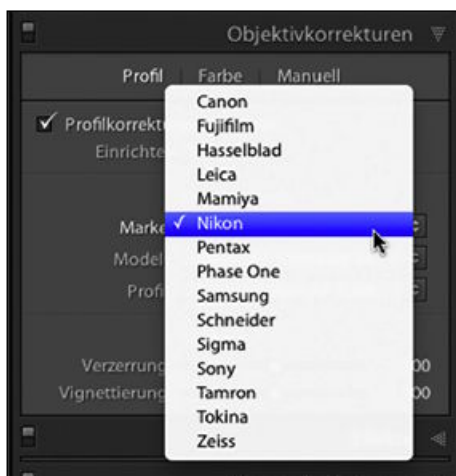 Objektivkorrekturen
Profil Farbe Manuell
Canon
Profilkorrekt Fujifilm
Einrichte Hasselblad
Leica
Mamiya
Marke ✓ Nikon
Pentax
Model Phase One
Profi Samsung
Schneider
Sigma
Verzerrung Sony 00
Vignettierung Tamron 00
Tokina
Zeiss